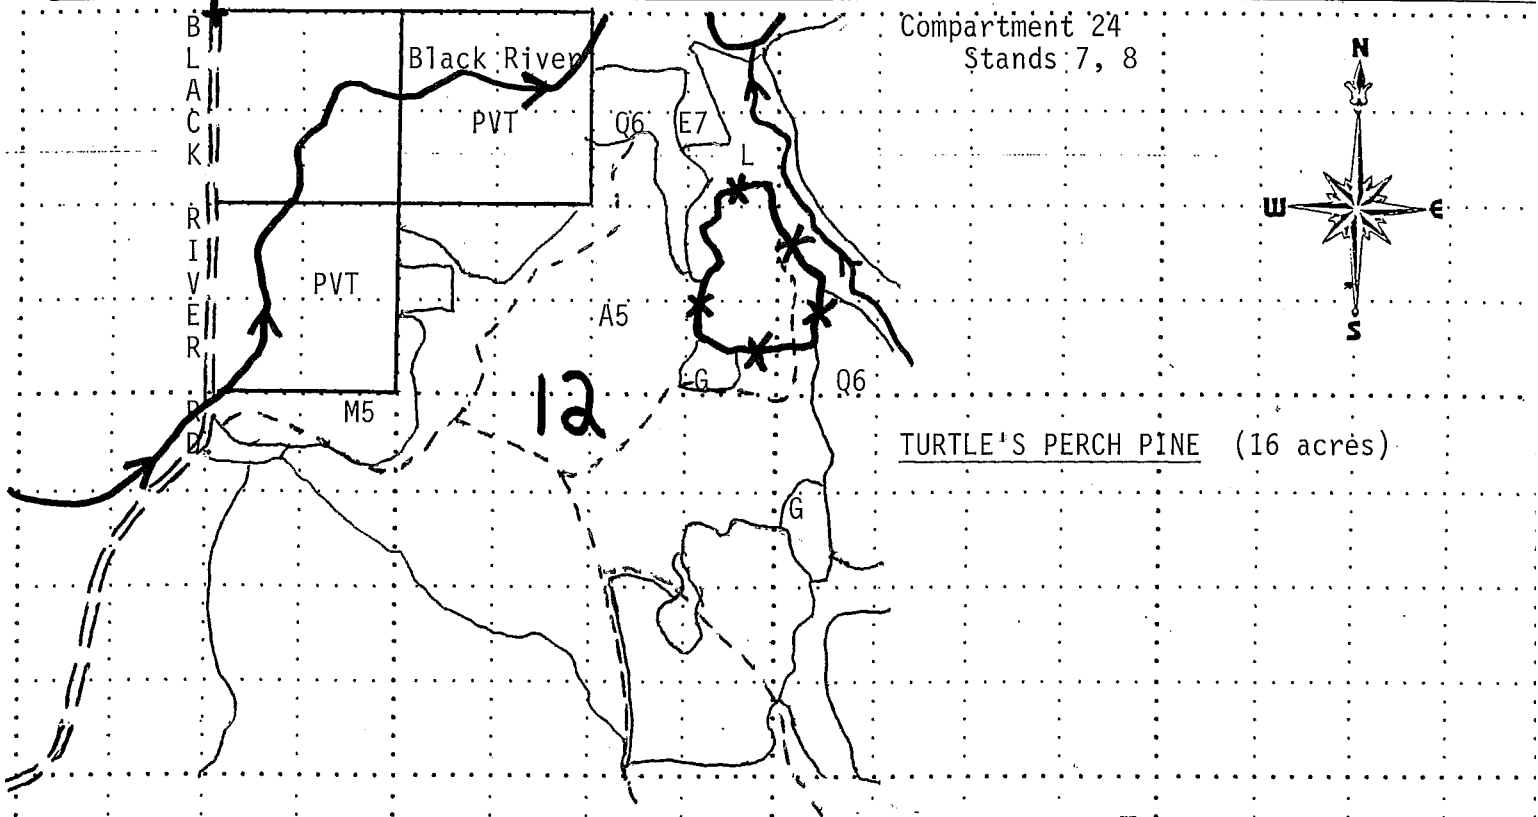 BLACK RIVER RD
Compartment 24
Stands 7, 8
N
W
E
S
Black River
PVT
Q6
E7
L
PVT
A5
G
Q6
M5
12
TURTLE'S PERCH PINE (16 acres)
G